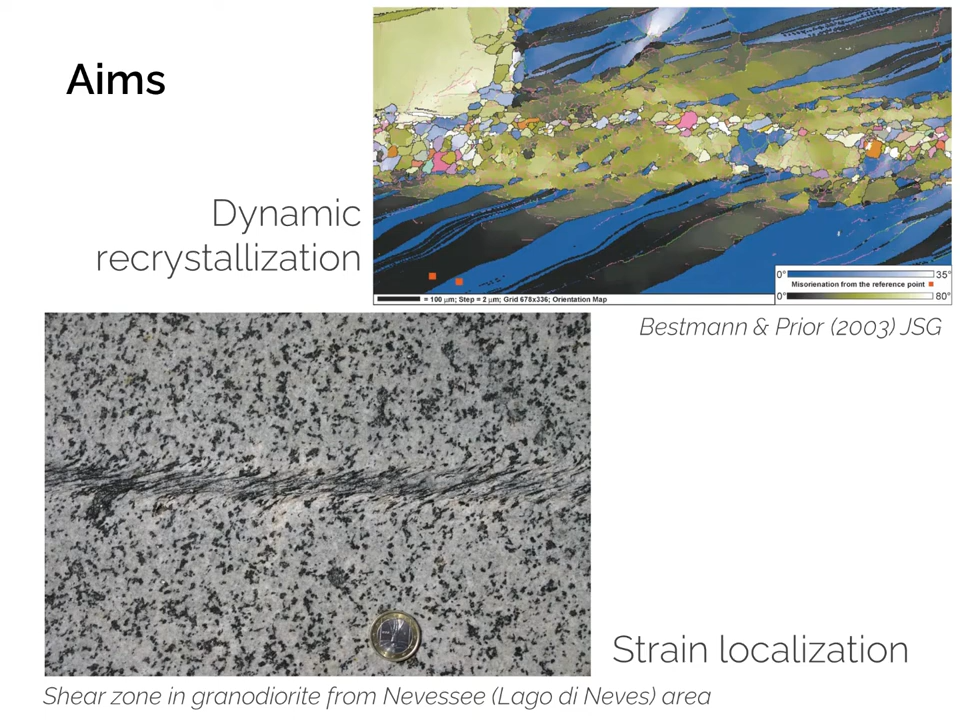 Aims
Dynamic
recrystallization
0° 35°
Misorienation from the reference point
0° 80°
= 100 µm; Step = 2 µm; Grid 678x336; Orientation Map
Bestmann & Prior (2003) JSG
Strain localization
Shear zone in granodiorite from Nevessee (Lago di Neves) area